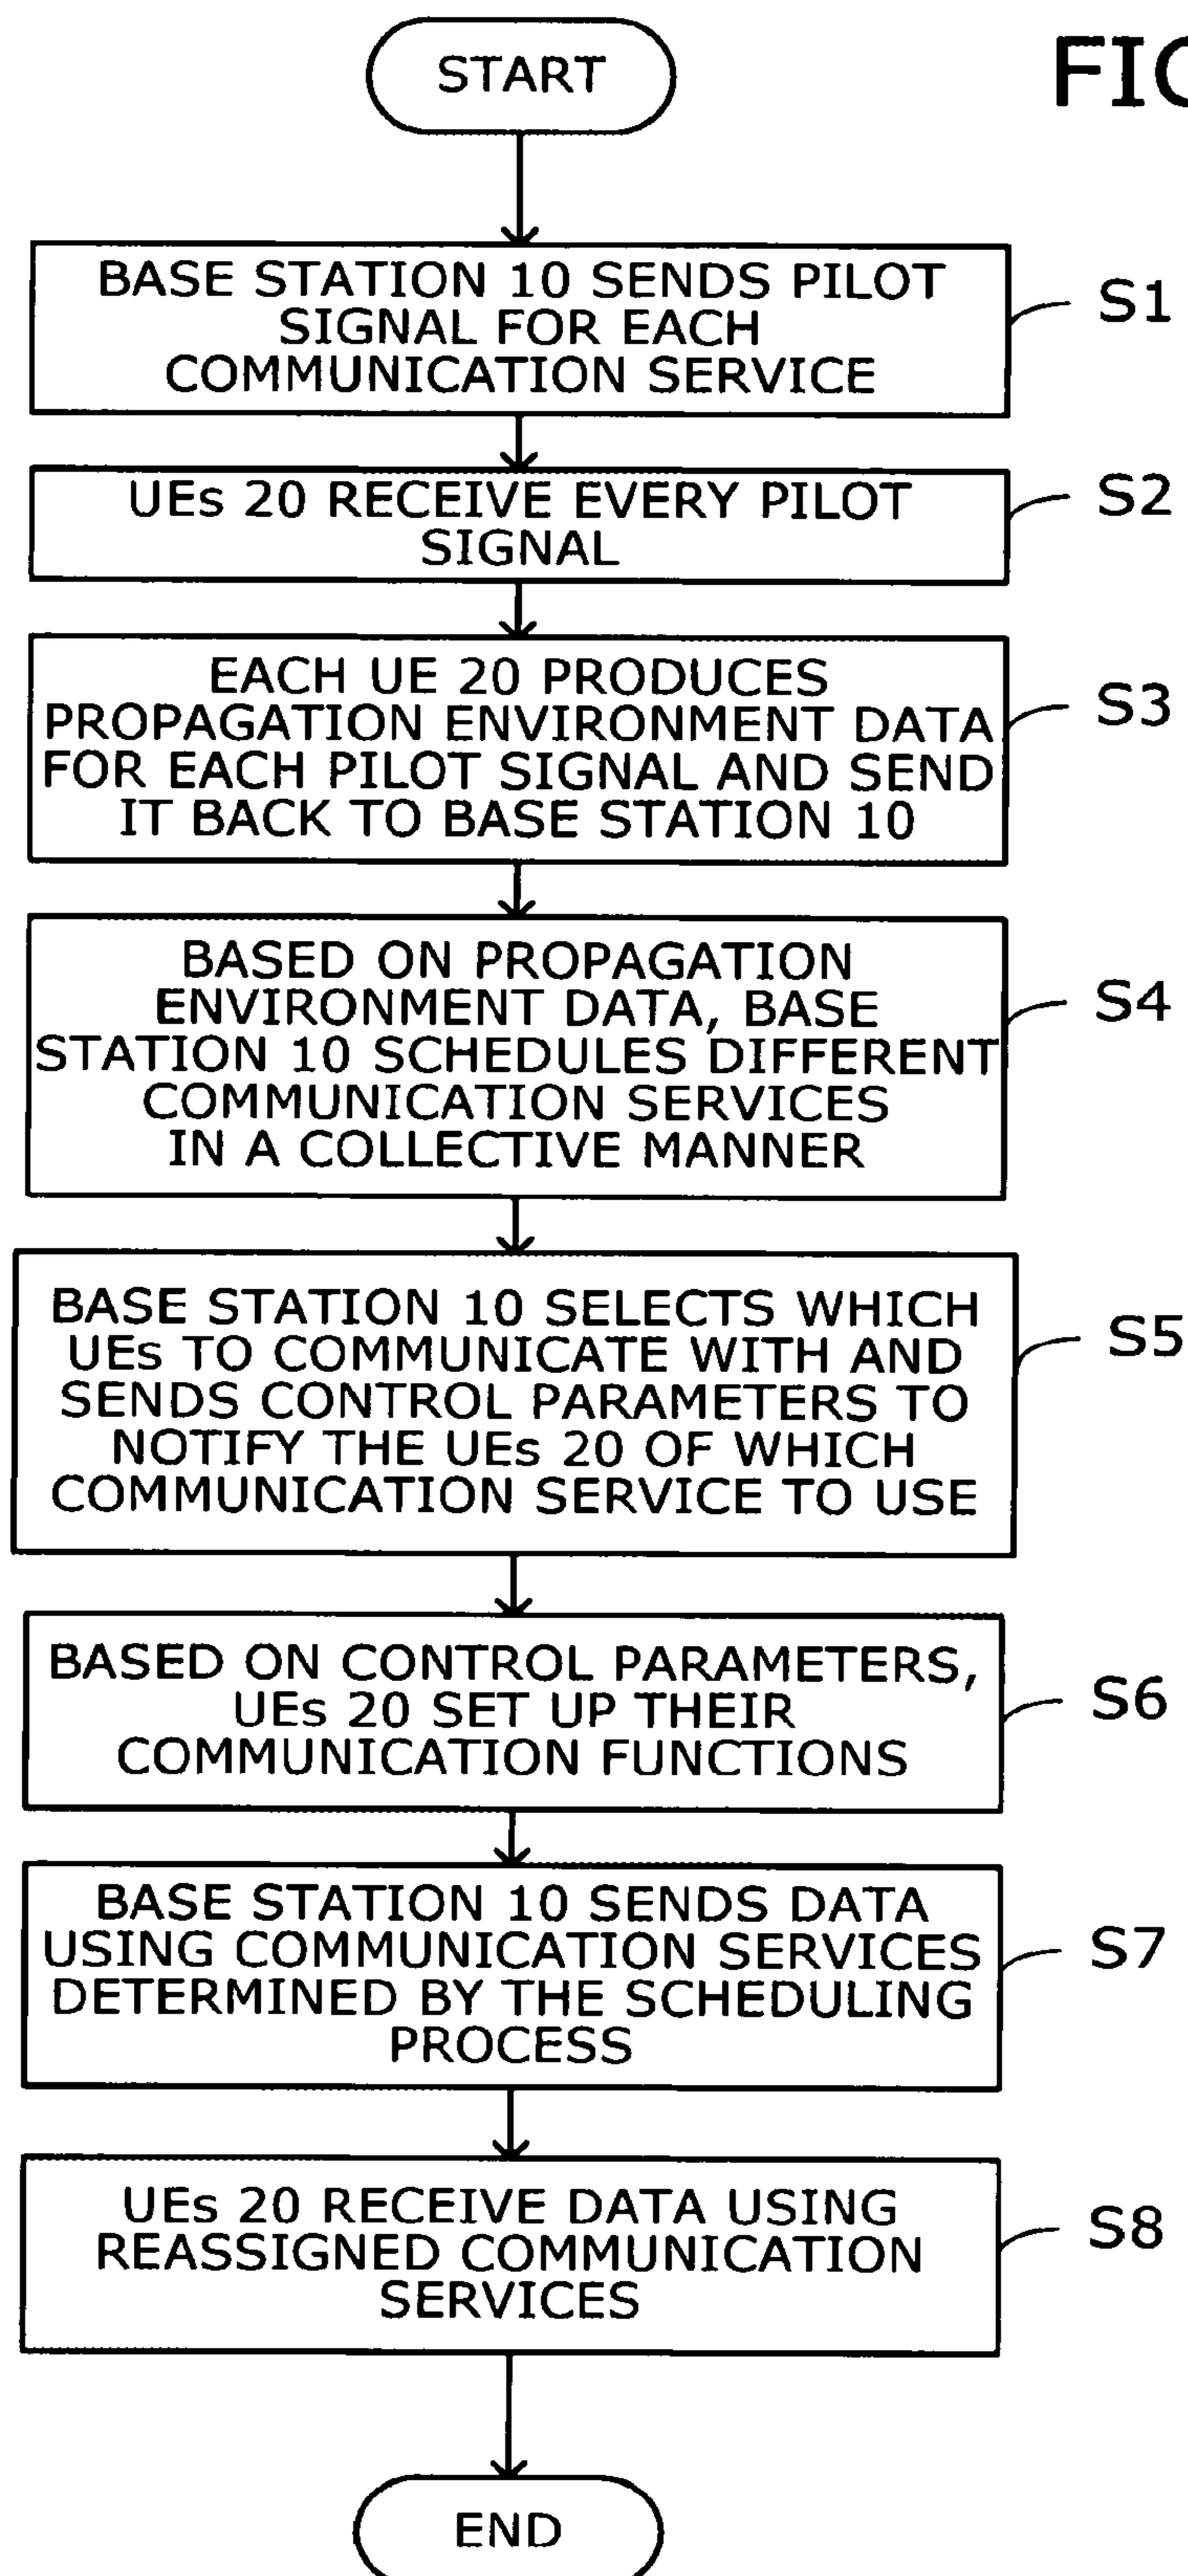 START
FIG
BASE STATION 10 SENDS PILOT
SIGNAL FOR EACH
COMMUNICATION SERVICE
S1
UEs 20 RECEIVE EVERY PILOT
SIGNAL
S2
EACH UE 20 PRODUCES
PROPAGATION ENVIRONMENT DATA
FOR EACH PILOT SIGNAL AND SEND
IT BACK TO BASE STATION 10
S3
BASED ON PROPAGATION
ENVIRONMENT DATA, BASE
STATION 10 SCHEDULES DIFFERENT
COMMUNICATION SERVICES
IN A COLLECTIVE MANNER
S4
BASE STATION 10 SELECTS WHICH
UEs TO COMMUNICATE WITH AND
SENDS CONTROL PARAMETERS TO
NOTIFY THE UEs 20 OF WHICH
COMMUNICATION SERVICE TO USE
S5
BASED ON CONTROL PARAMETERS,
UEs 20 SET UP THEIR
COMMUNICATION FUNCTIONS
S6
BASE STATION 10 SENDS DATA
USING COMMUNICATION SERVICES
DETERMINED BY THE SCHEDULING
PROCESS
S7
UEs 20 RECEIVE DATA USING
REASSIGNED COMMUNICATION
SERVICES
S8
END